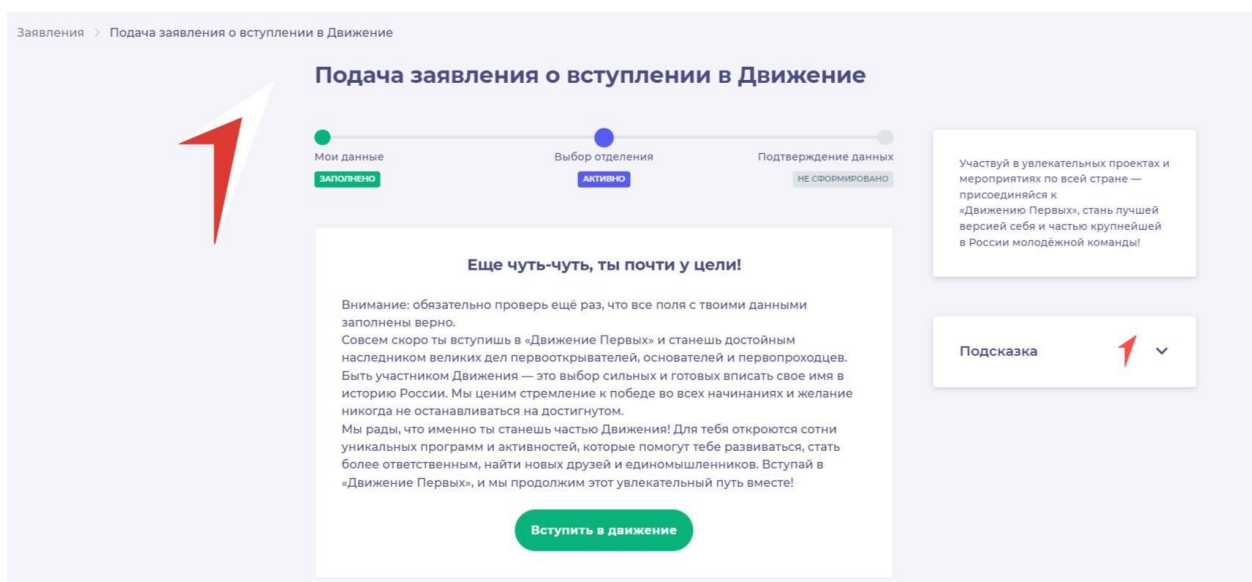 Заявления > Подача заявления о вступлении в Движение
Подача заявления о вступлении в Движение
Мои данные
ЗАПОЛНЕНО
Выбор отделения
АКТИВНО
Подтверждение данных
НЕ СФОРМИРОВАНО
Еще чуть-чуть, ты почти у цели!
Внимание: обязательно проверь ещё раз, что все поля с твоими данными
заполнены верно.
Совсем скоро ты вступишь в «Движение Первых» и станешь достойным
наследником великих дел первооткрывателей, основателей и первопроходцев.
Быть участником Движения — это выбор сильных и готовых вписать свое имя в
историю России. Мы ценим стремление к победе во всех начинаниях и желание
никогда не останавливаться на достигнутом.
Мы рады, что именно ты станешь частью Движения! Для тебя откроются сотни
уникальных программ и активностей, которые помогут тебе развиваться, стать
более ответственным, найти новых друзей и единомышленников. Вступай в
«Движение Первых», и мы продолжим этот увлекательный путь вместе!
Вступить в движение
Участвуй в увлекательных проектах и
мероприятиях по всей стране —
присоединяйся к
«Движению Первых», стань лучшей
версией себя и частью крупнейшей
в России молодёжной команды!
Подсказка